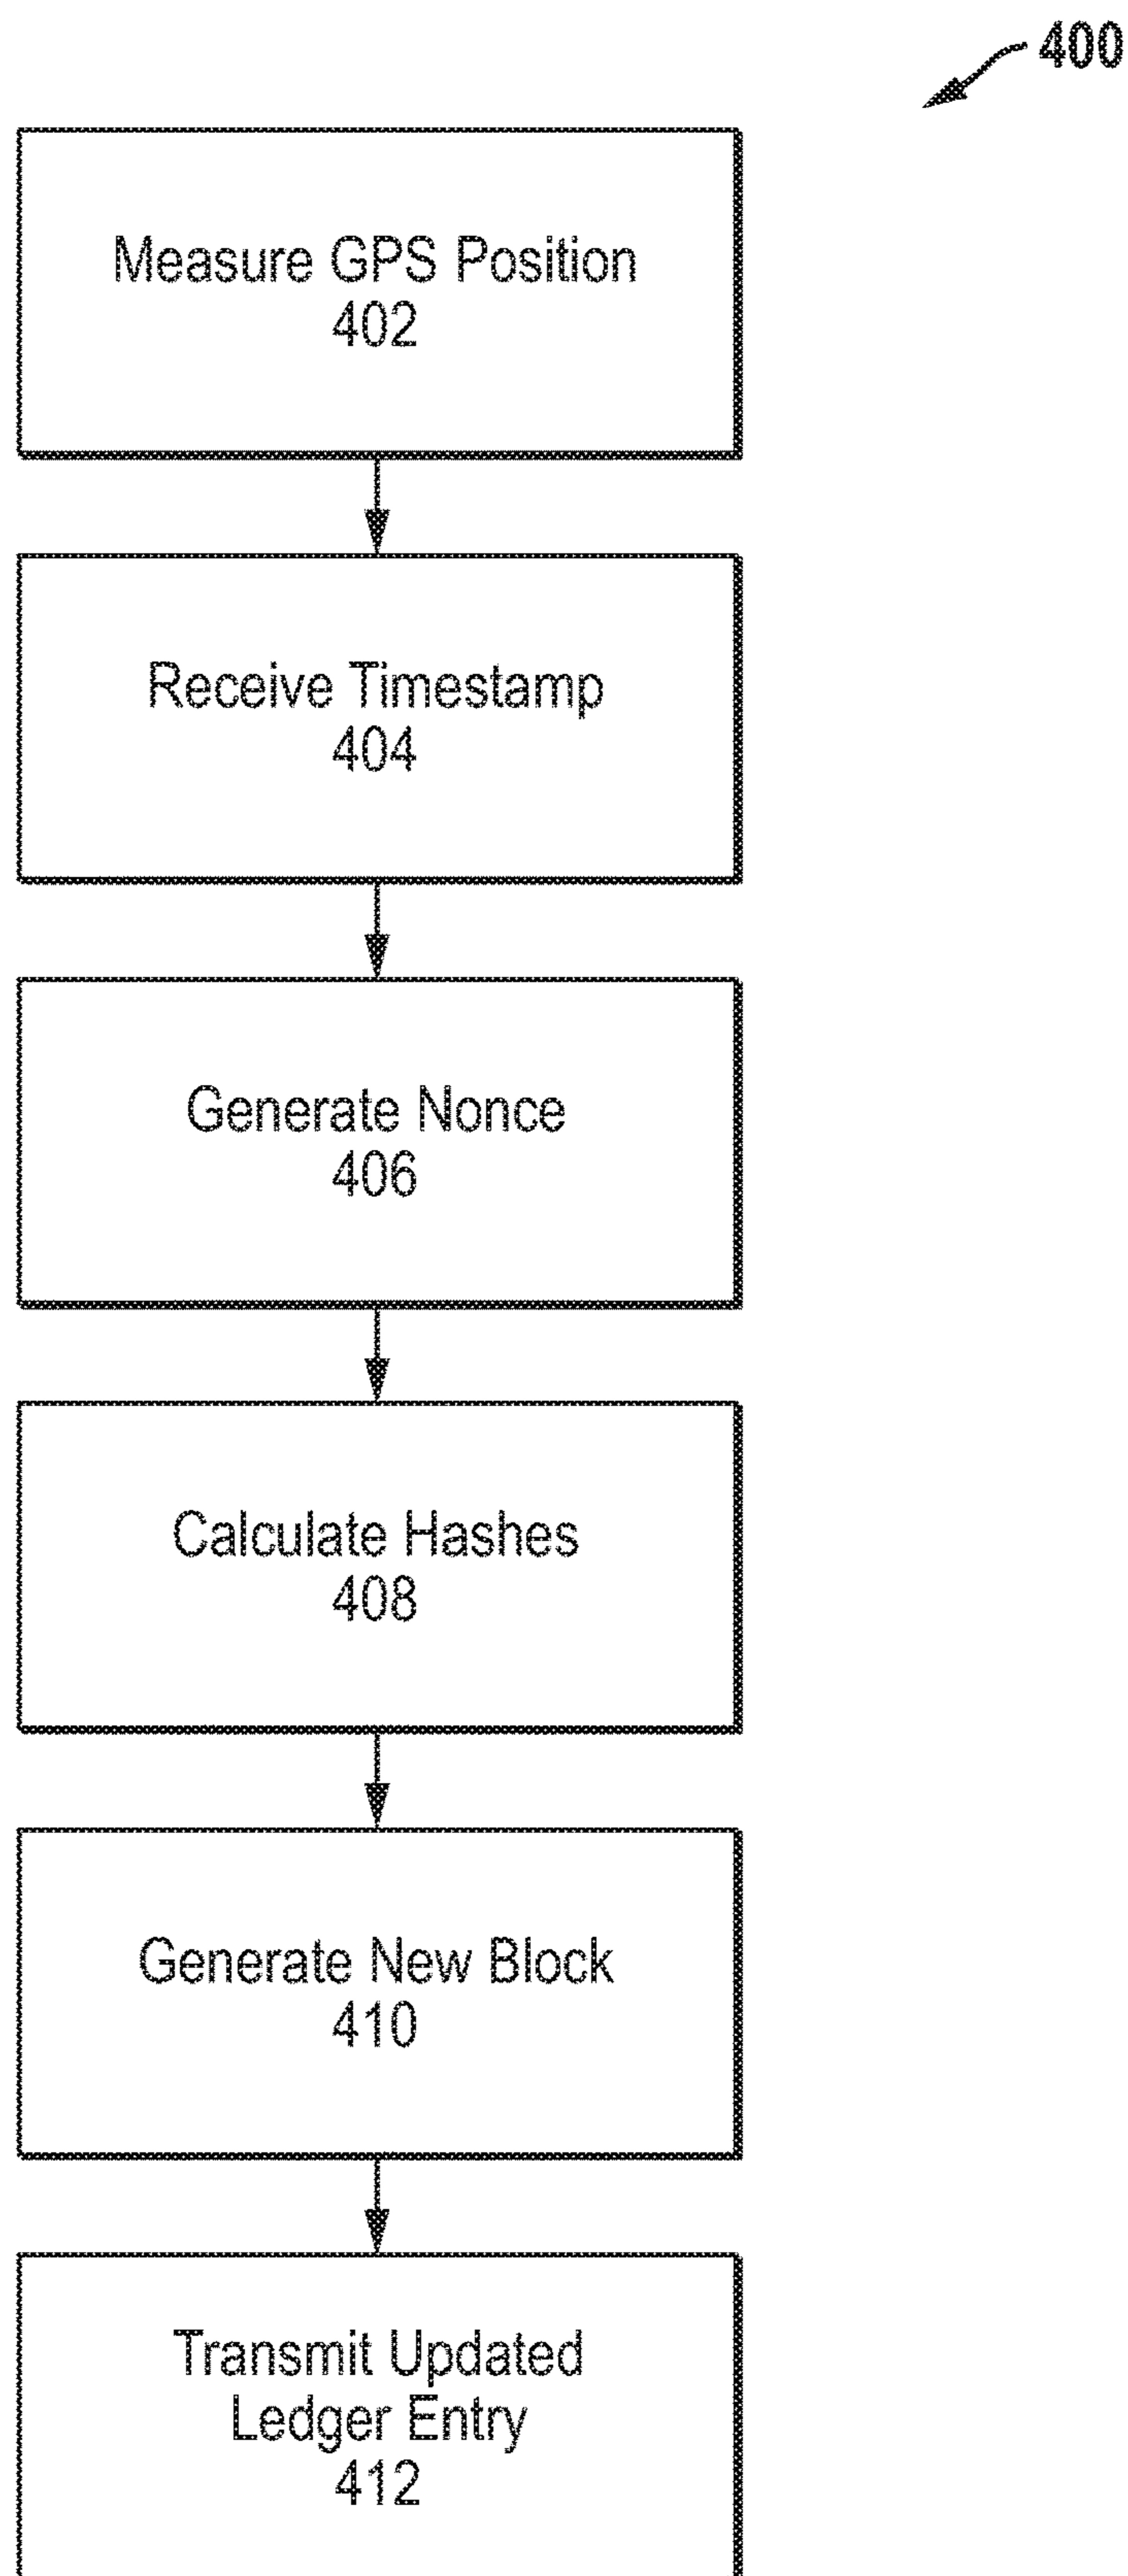 400
Measure GPS Position
402
Receive Timestamp
404
Generate Nonce
406
Calculate Hashes
408
Generate New Block
410
Transmit Updated
Ledger Entry
412